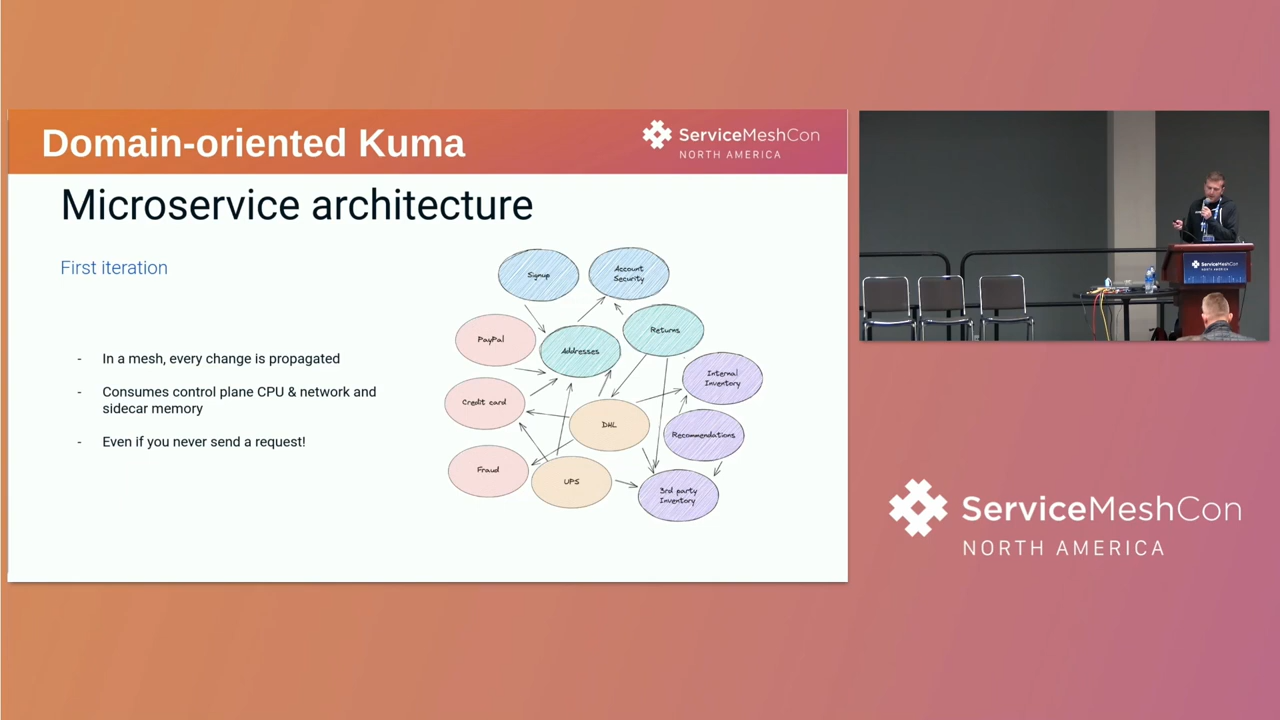 Domain-oriented Kuma
ServiceMeshCon
NORTH AMERICA
Microservice architecture
First iteration
- In a mesh, every change is propagated
- Consumes control plane CPU & network and
sidecar memory
- Even if you never send a request!
Signup
Account
Security
PayPal
Addresses
Returns
Internal
Inventory
Credit card
DHL
Recommendations
Fraud
UPS
3rd party
Inventory
ServiceMeshCon
ServiceMeshCon
NORTH AMERICA